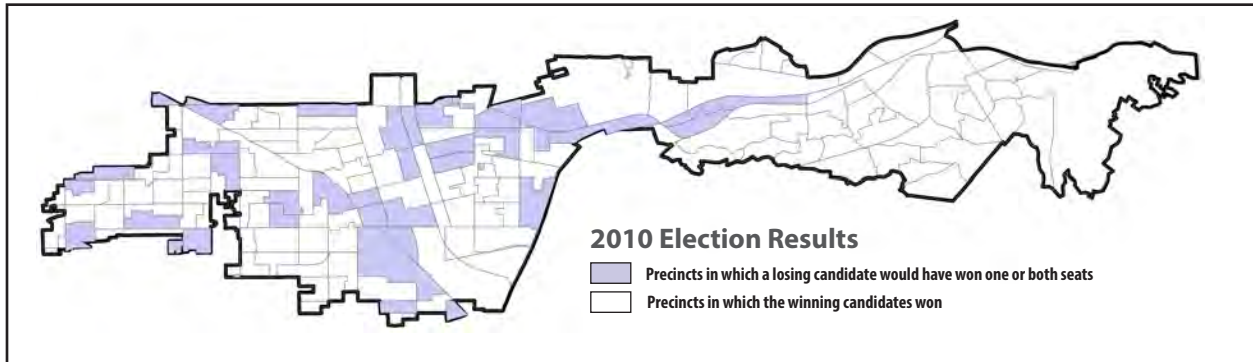 2010 Election Results
Precincts in which a losing candidate would have won one or both seats
Precincts in which the winning candidates won